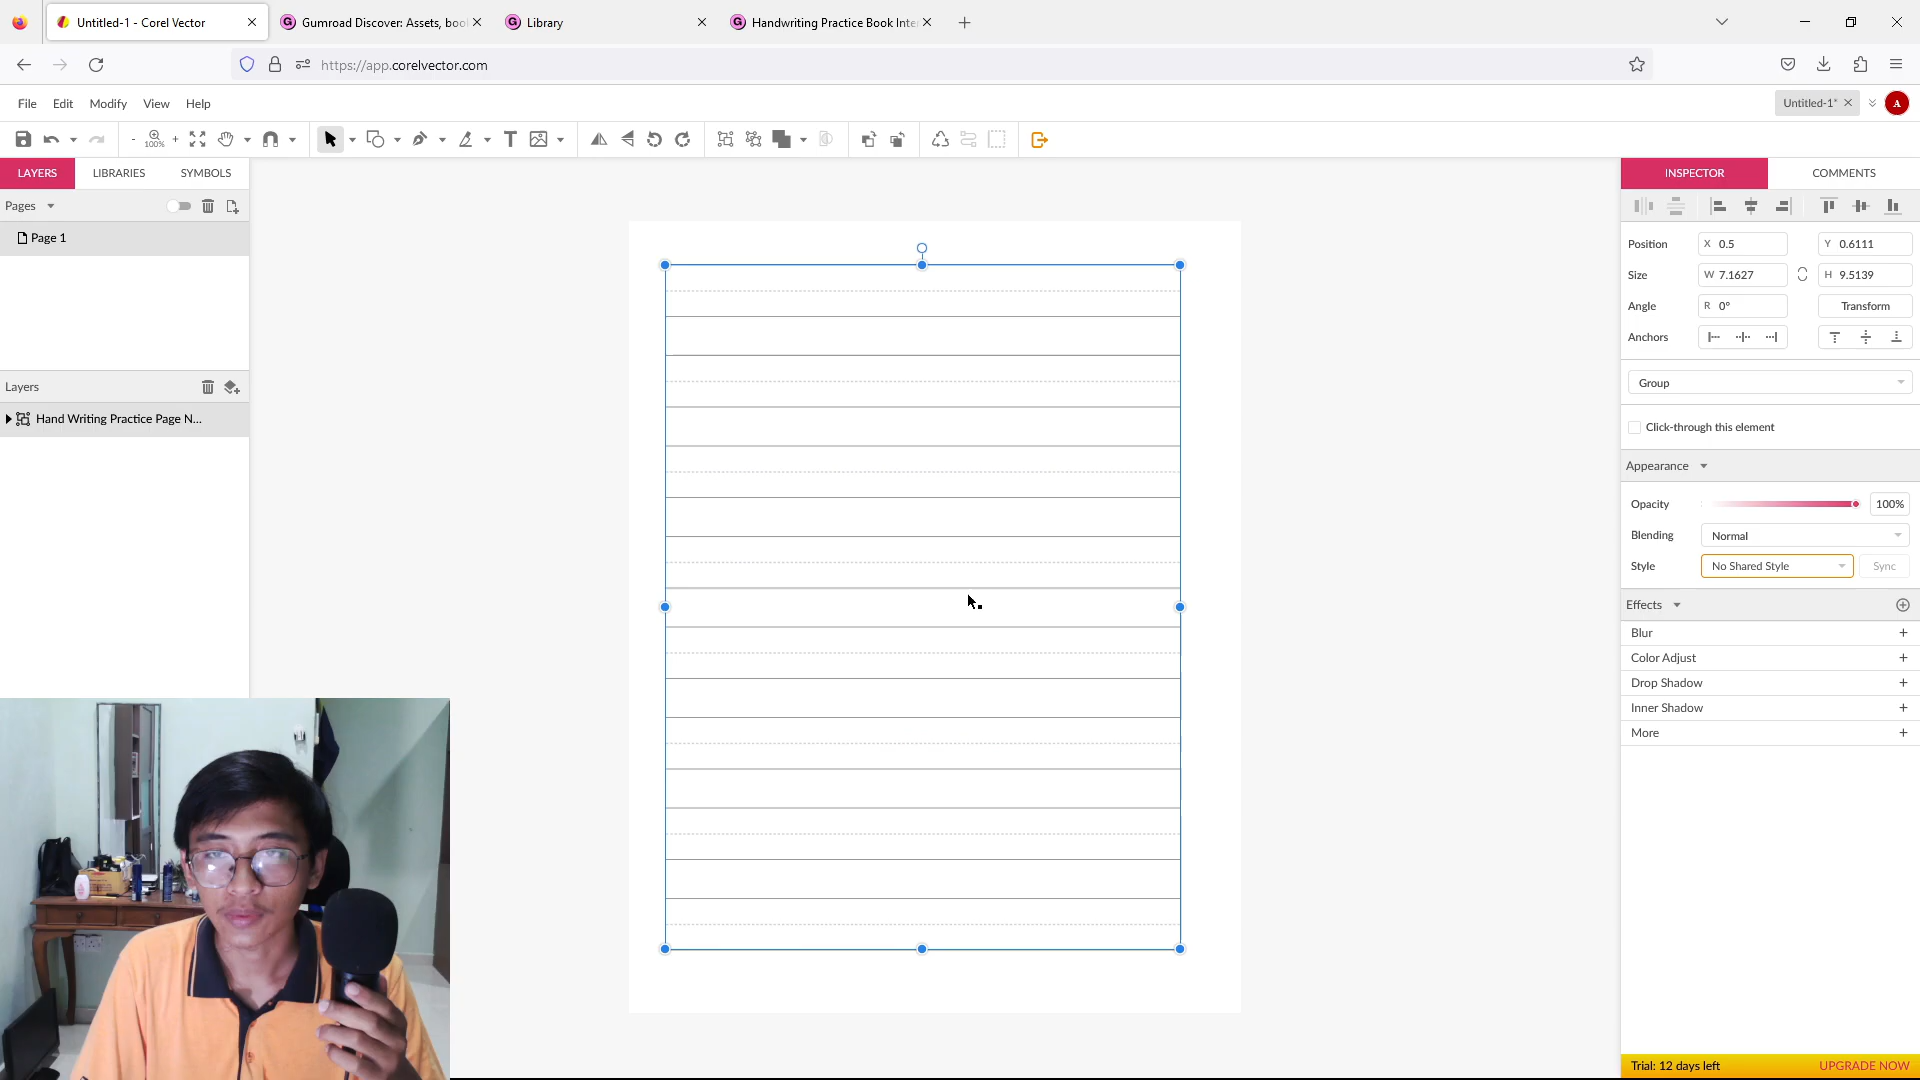 Untitled-1 - Corel Vector
Gumroad Discover: Assets, boo
Library
Handwriting Practice Book Inte
https://app.corelvector.com
File Edit Modify View Help
Untitled-1*
A
- 100% +
LAYERS LIBRARIES SYMBOLS
INSPECTOR COMMENTS
Pages
Page 1
Position X 0.5 Y 0.6111
Size W 7.1627 H 9.5139
Angle R 0° Transform
Anchors
Layers
Group
Hand Writing Practice Page N...
Click-through this element
Appearance
Opacity 100%
Blending Normal
Style No Shared Style Sync
Effects
Blur
Color Adjust
Drop Shadow
Inner Shadow
More
Trial: 12 days left UPGRADE NOW